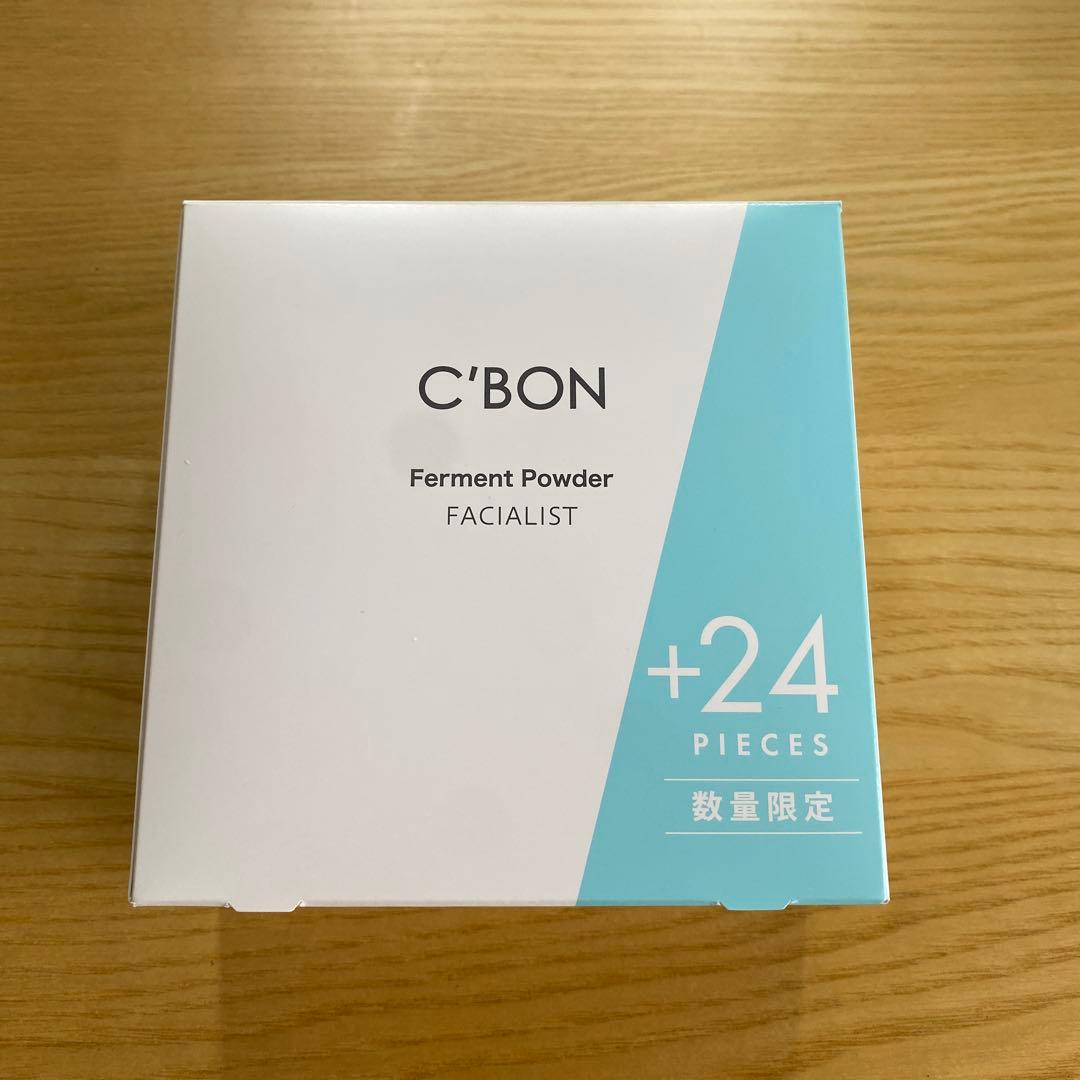 C'BON
Ferment Powder
FACIALIST
+24
PIECES
数量限定